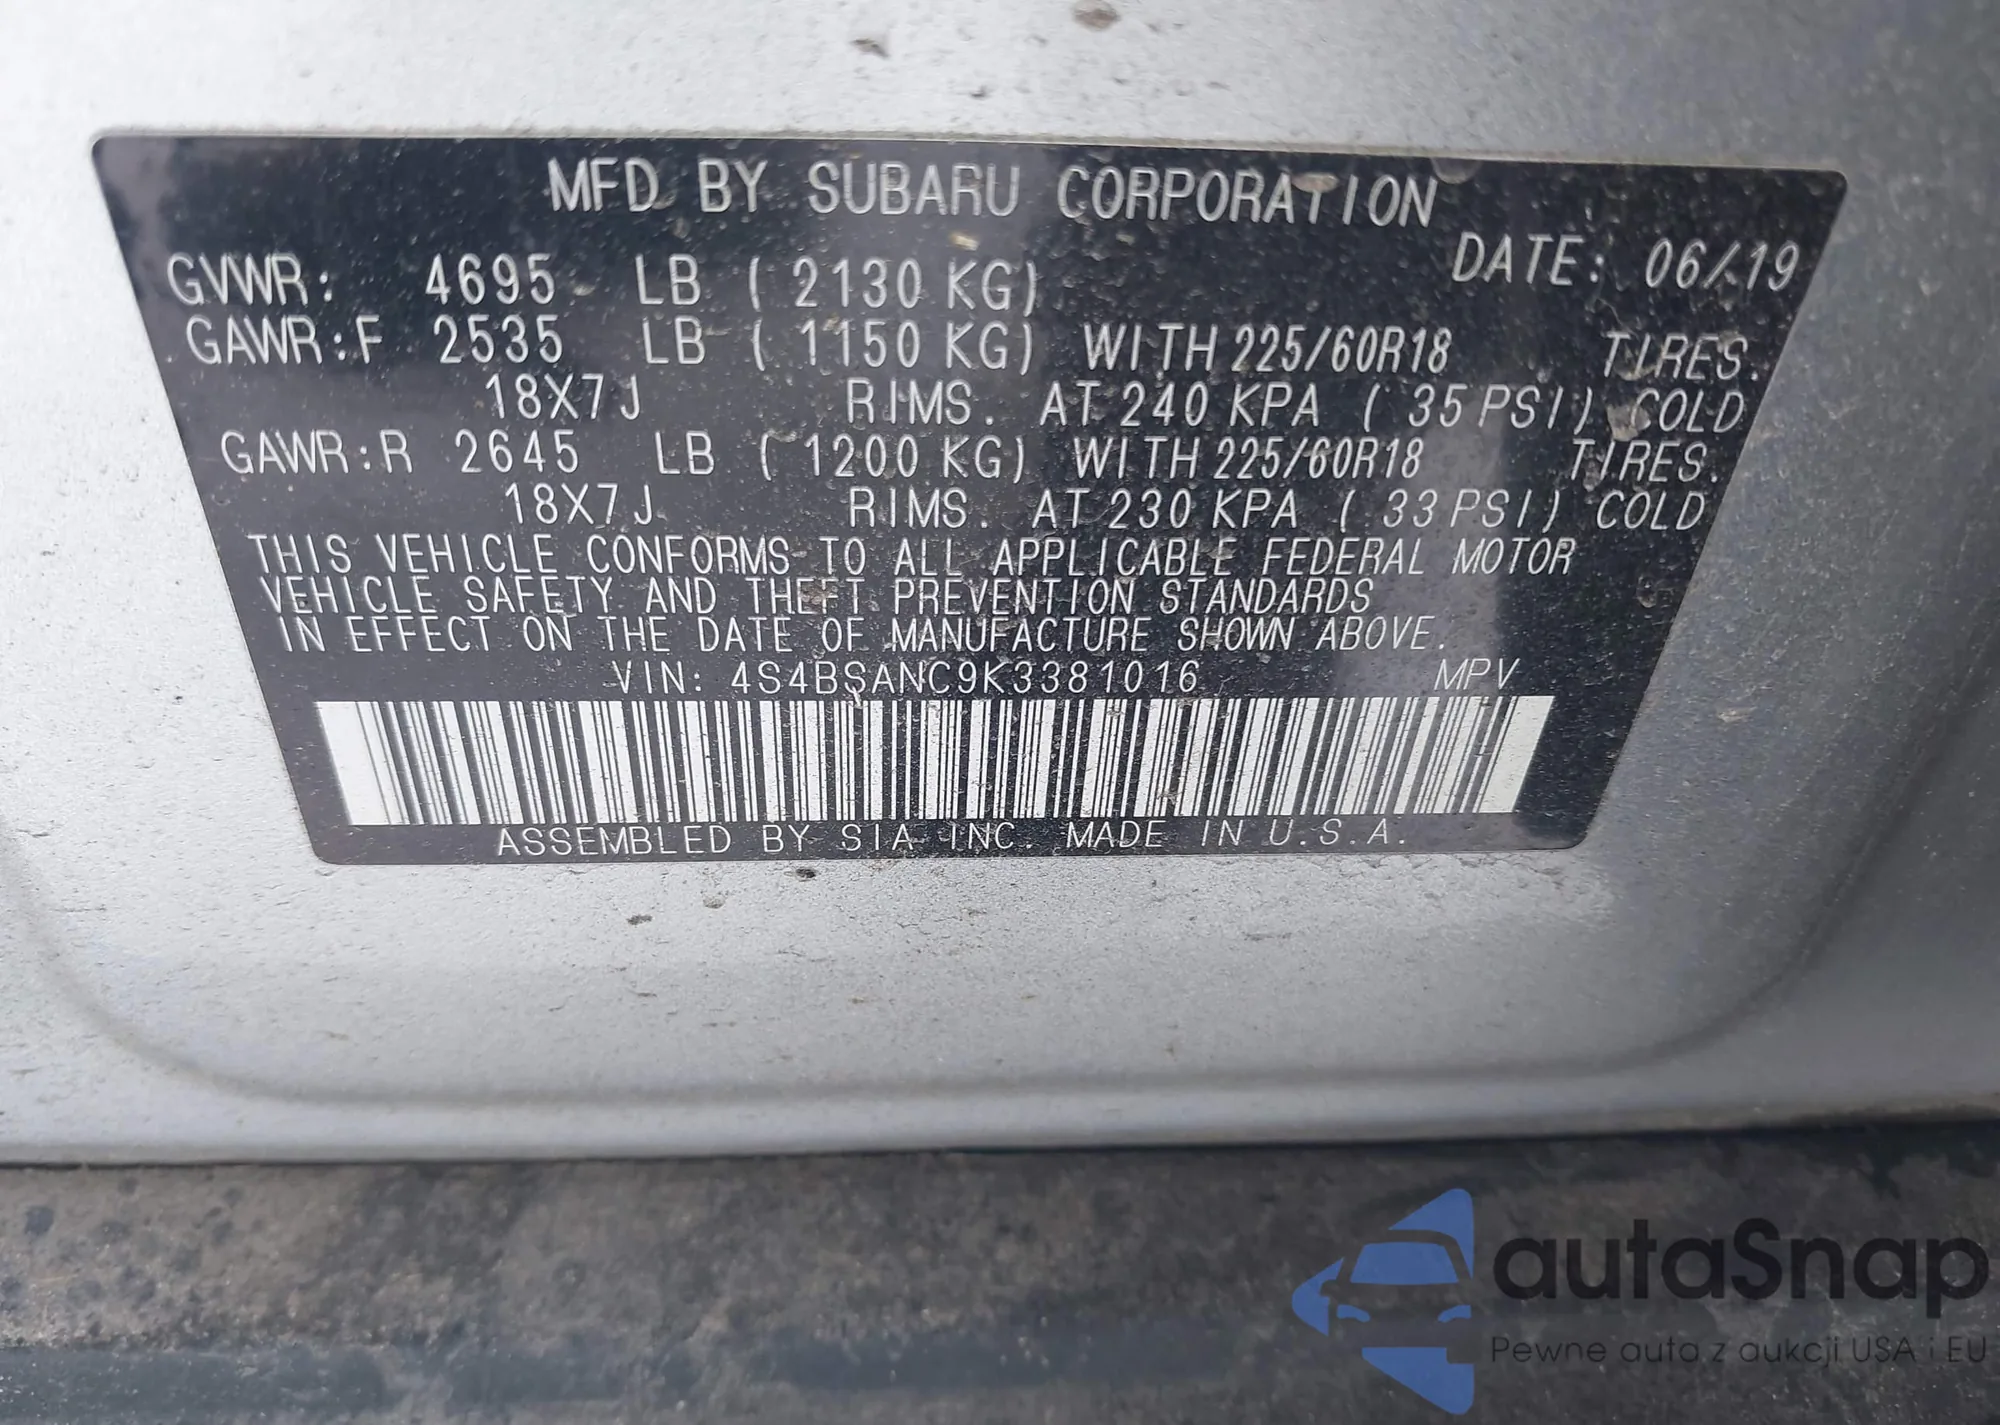 MFD BY SUBARU CORPORATION
DATE: 06/19
GVWR: 4695 LB ( 2130 KG)
GAWR:F 2535 LB ( 1150 KG) WITH 225/60R18 TIRES.
18X7J RIMS. AT 240 KPA ( 35 PSI) COLD
GAWR:R 2645 LB ( 1200 KG) WITH 225/60R18 TIRES.
18X7J RIMS. AT 230 KPA ( 33 PSI) COLD
THIS VEHICLE CONFORMS TO ALL APPLICABLE FEDERAL MOTOR
VEHICLE SAFETY AND THEFT PREVENTION STANDARDS
IN EFFECT ON THE DATE OF MANUFACTURE SHOWN ABOVE.
VIN: 4S4BSANC9K3381016 MPV
ASSEMBLED BY SIA INC. MADE IN U.S.A.
autaSnap
Pewne auta z aukcji USA i EU